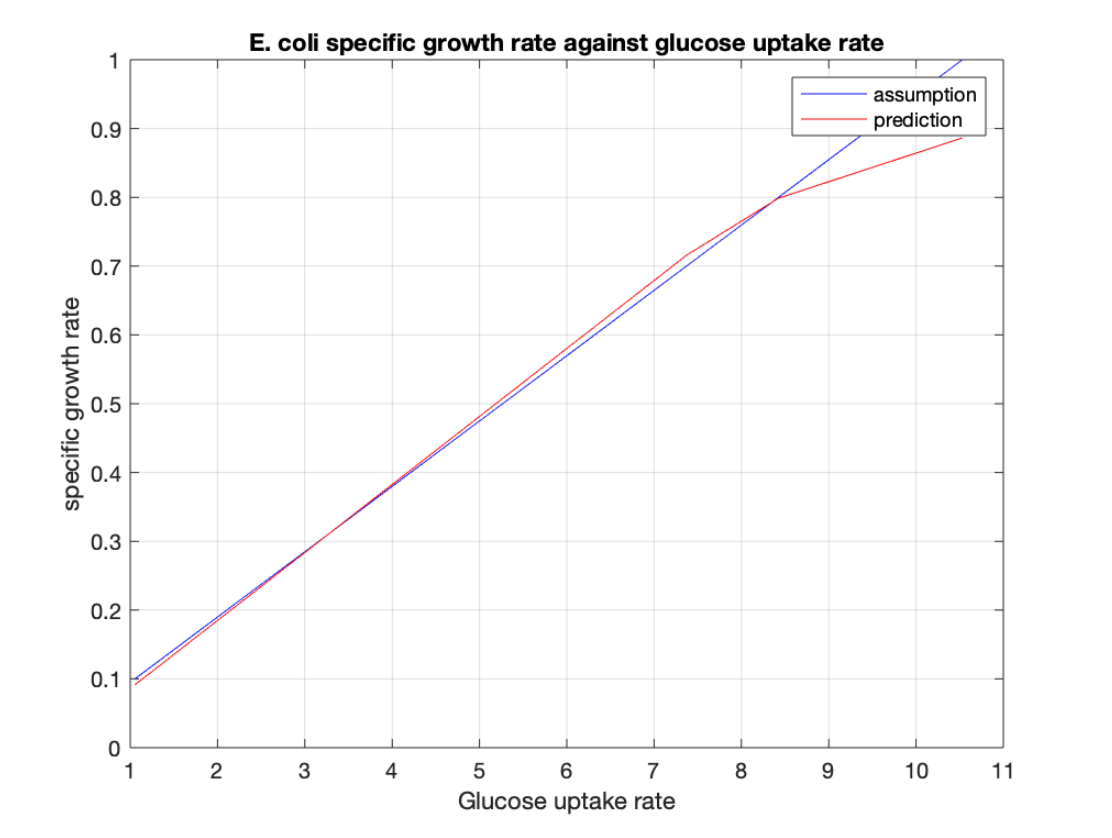 E. coli specific growth rate against glucose uptake rate
assumption
prediction
1
0.9
0.8
0.7
0.6
0.5
0.4
0.3
0.2
0.1
0
specific growth rate
1 2 3 4 5 6 7 8 9 10 11
Glucose uptake rate